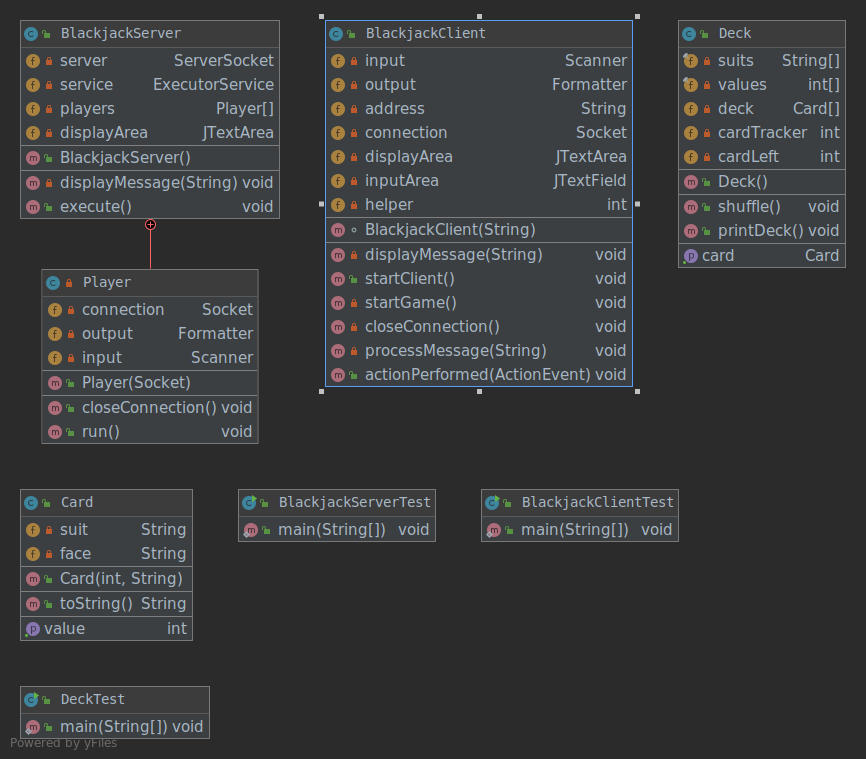 BlackjackServer
server ServerSocket
service ExecutorService
players Player[]
displayArea JTextArea
BlackjackServer()
displayMessage(String) void
execute() void
Player
connection Socket
output Formatter
input Scanner
Player(Socket)
closeConnection() void
run() void
BlackjackClient
input Scanner
output Formatter
address String
connection Socket
displayArea JTextArea
inputArea JTextField
helper int
BlackjackClient(String)
displayMessage(String) void
startClient() void
startGame() void
closeConnection() void
processMessage(String) void
actionPerformed(ActionEvent) void
Deck
suits String[]
values int[]
deck Card[]
cardTracker int
cardLeft int
Deck()
shuffle() void
printDeck() void
card Card
Card
suit String
face String
Card(int, String)
toString() String
value int
BlackjackServerTest
main(String[]) void
BlackjackClientTest
main(String[]) void
DeckTest
main(String[]) void
Powered by yFiles